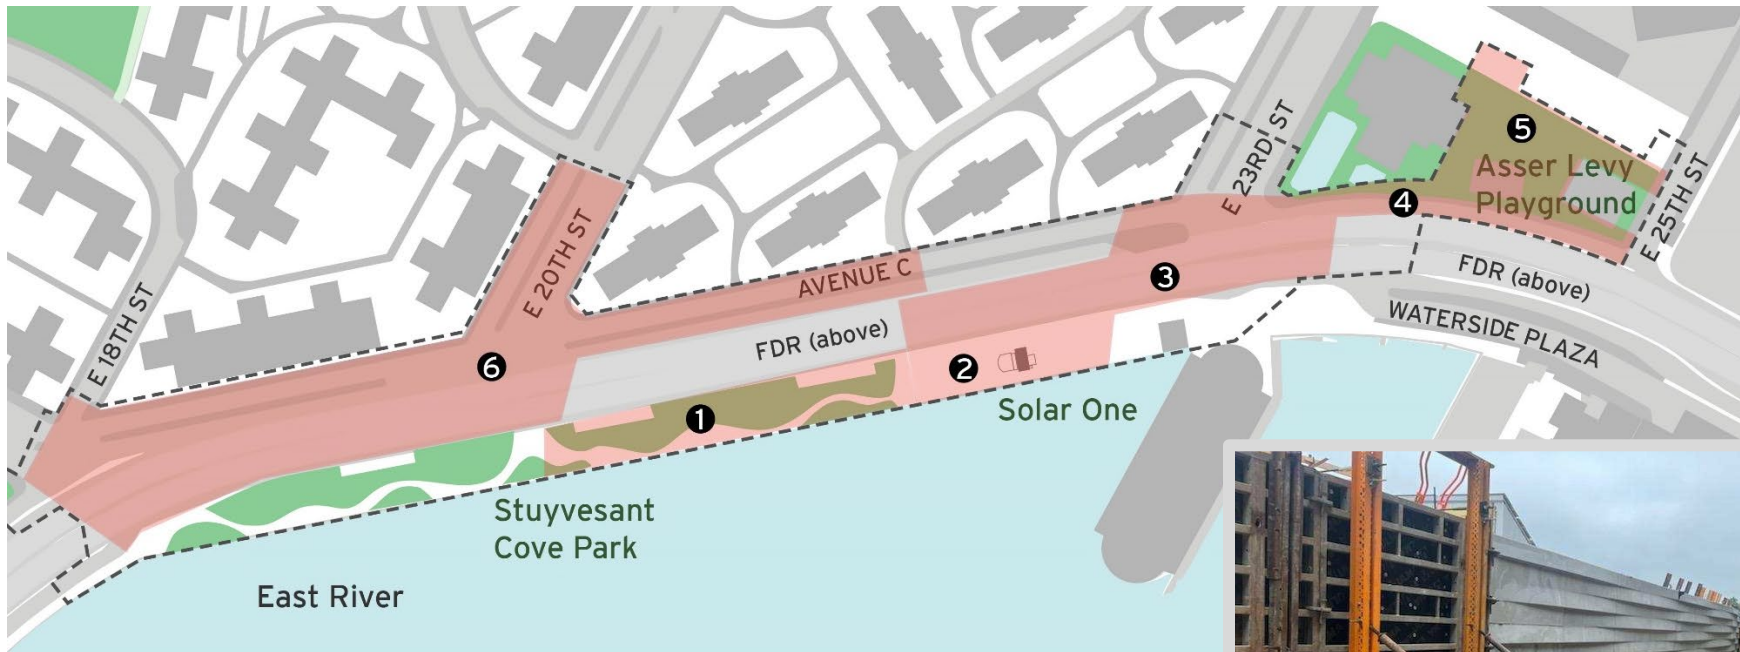 5
Asser Levy
Playground
E 23RD ST
4
E 25TH ST
E 20TH ST
AVENUE C
3
FDR (above)
E 18TH ST
FDR (above)
WATERSIDE PLAZA
6
2
1
Solar One
Stuyvesant
Cove Park
East River